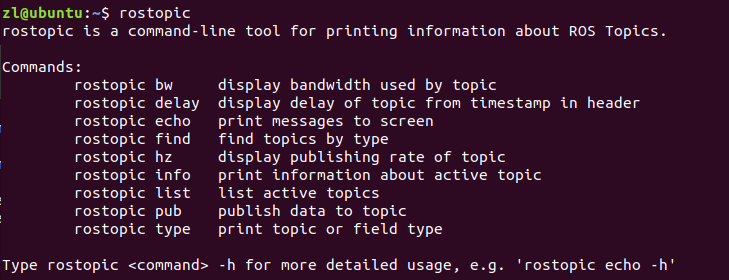 zl@ubuntu:~$ rostopic
rostopic is a command-line tool for printing information about ROS Topics.

Commands:
        rostopic bw     display bandwidth used by topic
        rostopic delay  display delay of topic from timestamp in header
        rostopic echo   print messages to screen
        rostopic find   find topics by type
        rostopic hz     display publishing rate of topic
        rostopic info   print information about active topic
        rostopic list   list active topics
        rostopic pub    publish data to topic
        rostopic type   print topic or field type

Type rostopic <command> -h for more detailed usage, e.g. 'rostopic echo -h'